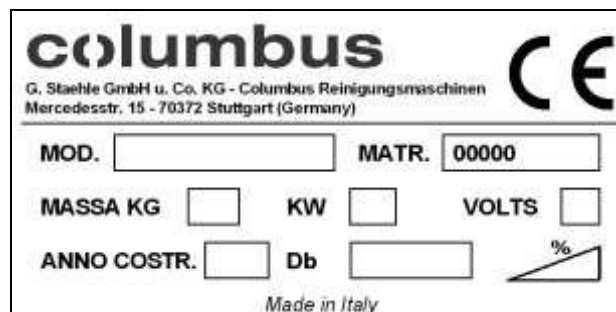 columbus
CE
G. Staehle GmbH u. Co. KG - Columbus Reinigungsmaschinen
Mercedesstr. 15 - 70372 Stuttgart (Germany)
MOD. MATR. 00000
MASSA KG KW VOLTS
ANNO COSTR. Db %
Made in Italy